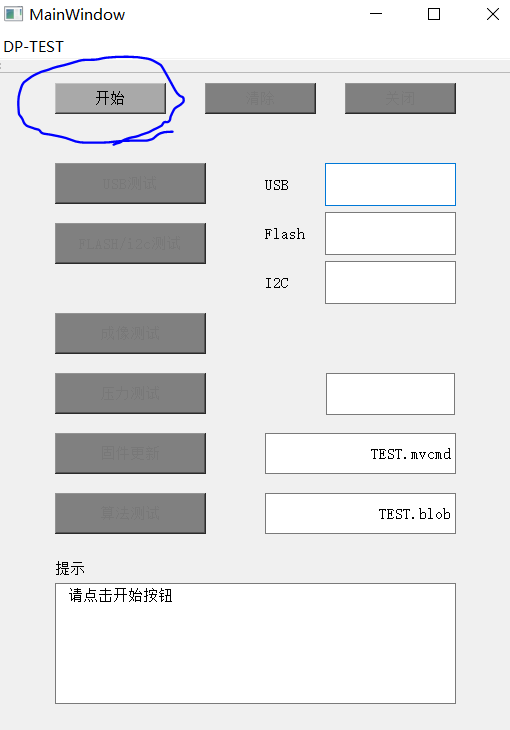 MainWindow
DP-TEST
开始 清除 关闭
USB测试 USB
Flash
FLASH/I2c测试
I2C
成像测试
压力测试
固件更新 TEST.mvcmd
算法测试 TEST.blob
提示
请点击开始按钮